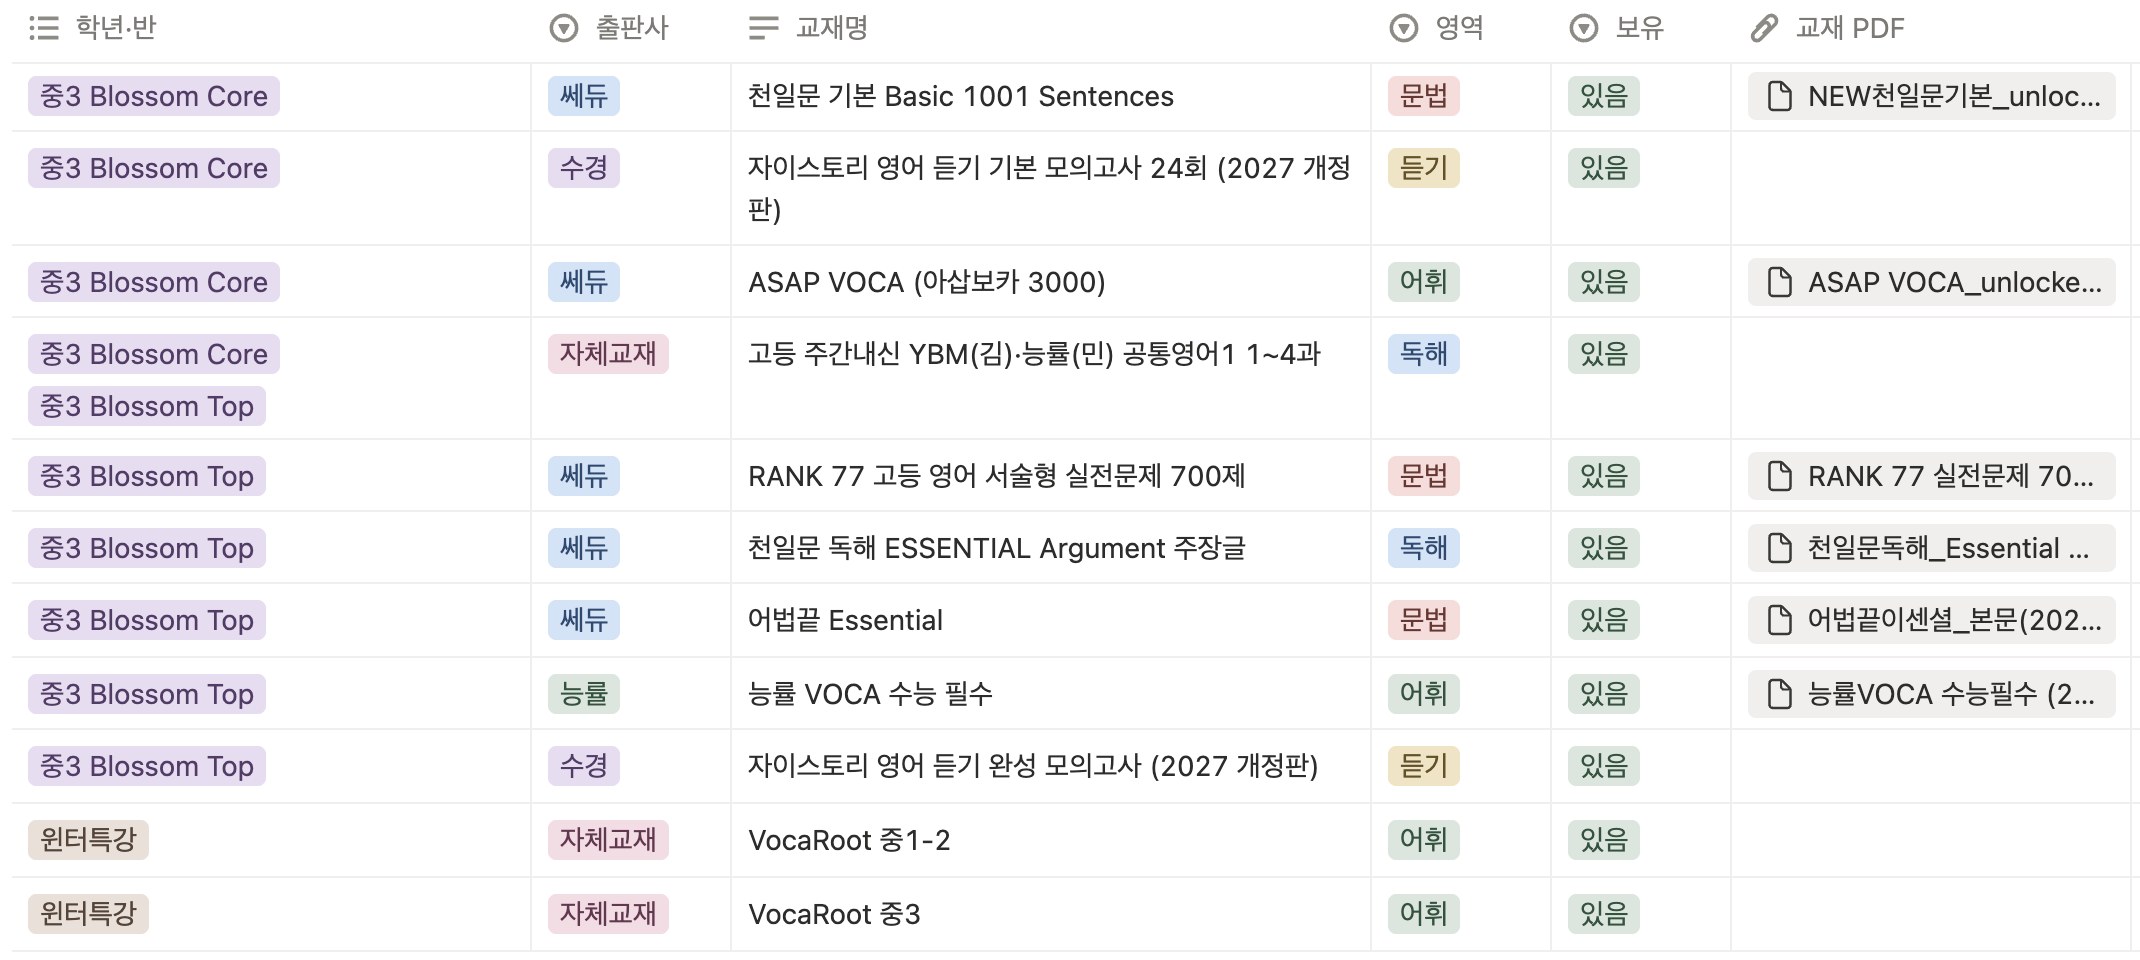 학년·반 출판사 교재명 영역 보유 교재 PDF
중3 Blossom Core 쎄듀 천일문 기본 Basic 1001 Sentences 문법 있음 NEW천일문기본_unloc...
중3 Blossom Core 수경 자이스토리 영어 듣기 기본 모의고사 24회 (2027 개정 듣기 있음
판)
중3 Blossom Core 쎄듀 ASAP VOCA (아삽보카 3000) 어휘 있음 ASAP VOCA_unlocke...
중3 Blossom Core 자체교재 고등 주간내신 YBM(김)·능률(민) 공통영어1 1~4과 독해 있음
중3 Blossom Top
중3 Blossom Top 쎄듀 RANK 77 고등 영어 서술형 실전문제 700제 문법 있음 RANK 77 실전문제 70...
중3 Blossom Top 쎄듀 천일문 독해 ESSENTIAL Argument 주장글 독해 있음 천일문독해_Essential ...
중3 Blossom Top 쎄듀 어법끝 Essential 문법 있음 어법끝이센셜_본문(202...
중3 Blossom Top 능률 능률 VOCA 수능 필수 어휘 있음 능률VOCA 수능필수 (2...
중3 Blossom Top 수경 자이스토리 영어 듣기 완성 모의고사 (2027 개정판) 듣기 있음
윈터특강 자체교재 VocaRoot 중1-2 어휘 있음
윈터특강 자체교재 VocaRoot 중3 어휘 있음